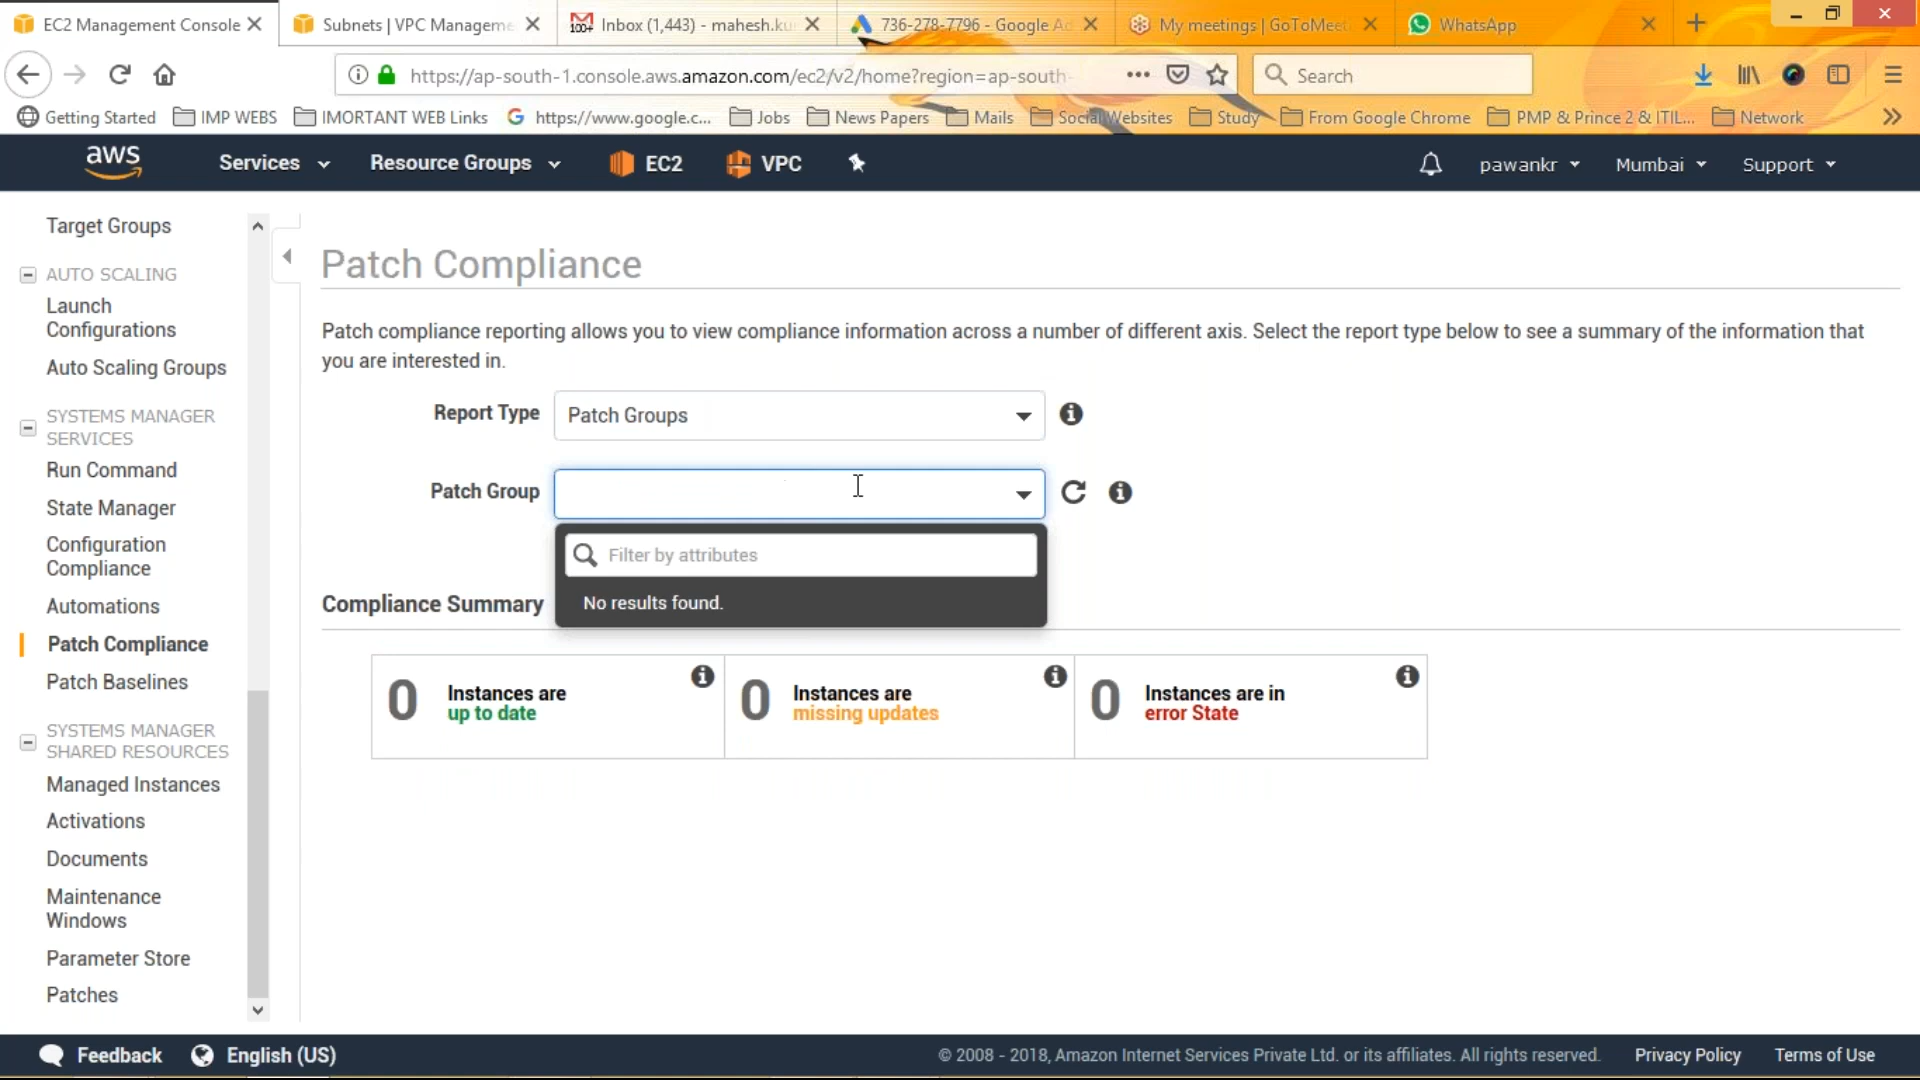 EC2 Management Console
Subnets | VPC Manageme
100+
Inbox (1,443) - mahesh.ku
736-278-7796 - Google Ad
My meetings | GoToMeet
WhatsApp
https://ap-south-1.console.aws.amazon.com/ec2/v2/home?region=ap-south-
Search
Getting Started
IMP WEBS
IMORTANT WEB Links
https://www.google.c...
Jobs
News Papers
Mails
Social Websites
Study
From Google Chrome
PMP & Prince 2 & ITIL...
Network
aws
Services
Resource Groups
EC2
VPC
pawankr
Mumbai
Support
Target Groups
AUTO SCALING
Launch
Configurations
Auto Scaling Groups
SYSTEMS MANAGER
SERVICES
Run Command
State Manager
Configuration
Compliance
Automations
Patch Compliance
Patch Baselines
SYSTEMS MANAGER
SHARED RESOURCES
Managed Instances
Activations
Documents
Maintenance
Windows
Parameter Store
Patches
Patch Compliance
Patch compliance reporting allows you to view compliance information across a number of different axis. Select the report type below to see a summary of the information that
you are interested in.
Report Type
Patch Groups
Patch Group
Filter by attributes
No results found.
Compliance Summary
0 Instances are
up to date
0 Instances are
missing updates
0 Instances are in
error State
Feedback
English (US)
© 2008 - 2018, Amazon Internet Services Private Ltd. or its affiliates. All rights reserved.
Privacy Policy
Terms of Use